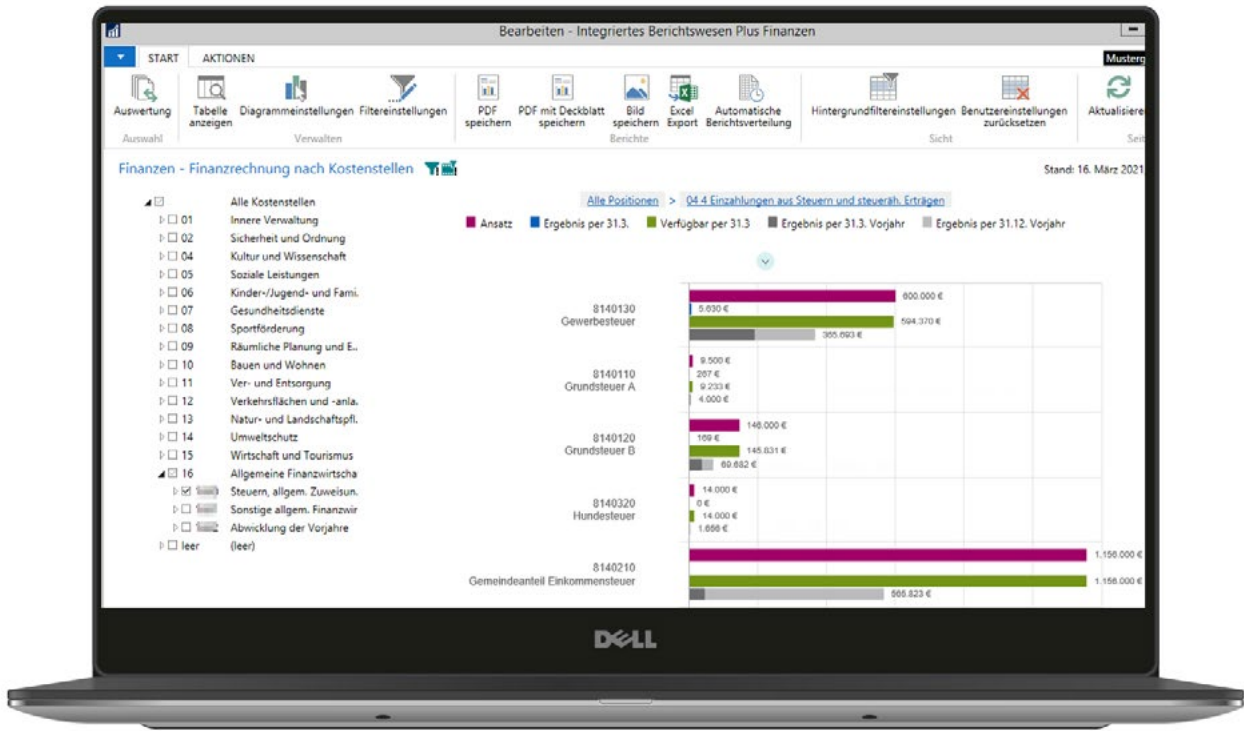 Bearbeiten - Integriertes Berichtswesen Plus Finanzen
START AKTIONEN
Musterg
Auswertung
Tabelle anzeigen
Diagrammeinstellungen
Filtereinstellungen
PDF speichern
PDF mit Deckblatt speichern
Bild speichern
Excel Export
Automatische Berichtsverteilung
Hintergrundfiltereinstellungen
Benutzereinstellungen zurücksetzen
Aktualisieren
Auswahl
Verwalten
Berichte
Sicht
Seit
Finanzen - Finanzrechnung nach Kostenstellen
Stand: 16. März 2021
Alle Kostenstellen
01 Innere Verwaltung
02 Sicherheit und Ordnung
04 Kultur und Wissenschaft
05 Soziale Leistungen
06 Kinder-/Jugend- und Fami.
07 Gesundheitsdienste
08 Sportförderung
09 Räumliche Planung und E..
10 Bauen und Wohnen
11 Ver- und Entsorgung
12 Verkehrsflächen und -anla.
13 Natur- und Landschaftspfl.
14 Umweltschutz
15 Wirtschaft und Tourismus
16 Allgemeine Finanzwirtscha
Steuern, allgem. Zuweisun.
Sonstige allgem. Finanzwir
Abwicklung der Vorjahre
leer (leer)
Alle Positionen > 04 4 Einzahlungen aus Steuern und steueräh. Erträgen
Ansatz Ergebnis per 31.3. Verfügbar per 31.3 Ergebnis per 31.3. Vorjahr Ergebnis per 31.12. Vorjahr
8140130
Gewerbesteuer
600.000 €
5.630 €
594.370 €
365.693 €
8140110
Grundsteuer A
9.500 €
267 €
9.233 €
4.000 €
8140120
Grundsteuer B
146.000 €
169 €
145.831 €
69.682 €
8140320
Hundesteuer
14.000 €
0 €
14.000 €
1.656 €
8140210
Gemeindeanteil Einkommensteuer
1.156.000 €
1.156.000 €
565.823 €
DELL